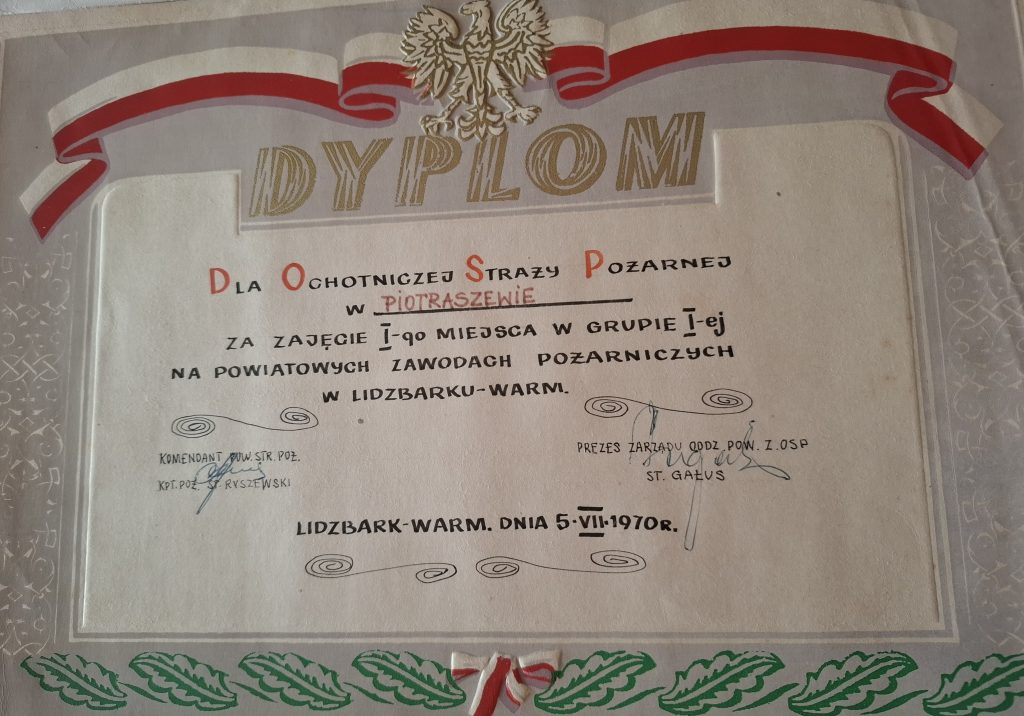 DYPLOM
DLA OCHOTNICZEJ STRAŻY POŻARNEJ
W PIOTRASZEWIE
ZA ZAJĘCIE I-go MIEJSCA W GRUPIE I-ej
NA POWIATOWYCH ZAWODACH POŻARNICZYCH
W LIDZBARKU-WARM.
KOMENDANT POW. STR. POŻ.
KPT. POŻ. ST. RYSZEWSKI
PREZES ZARZĄDU ODDZ. POW. Z. OSP
ST. GAŁUS
LIDZBARK-WARM. DNIA 5·VII·1970R.